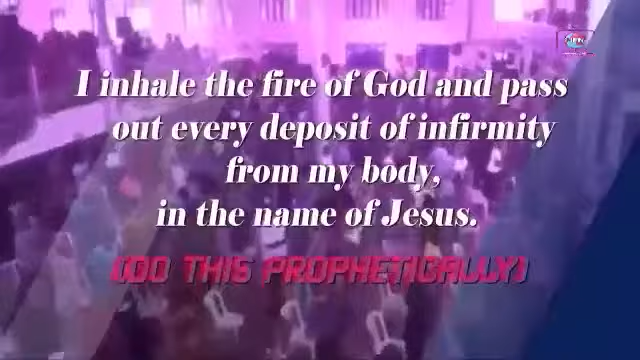 I inhale the fire of God and pass
out every deposit of infirmity
from my body,
in the name of Jesus.
(DO THIS PROPHETICALLY)